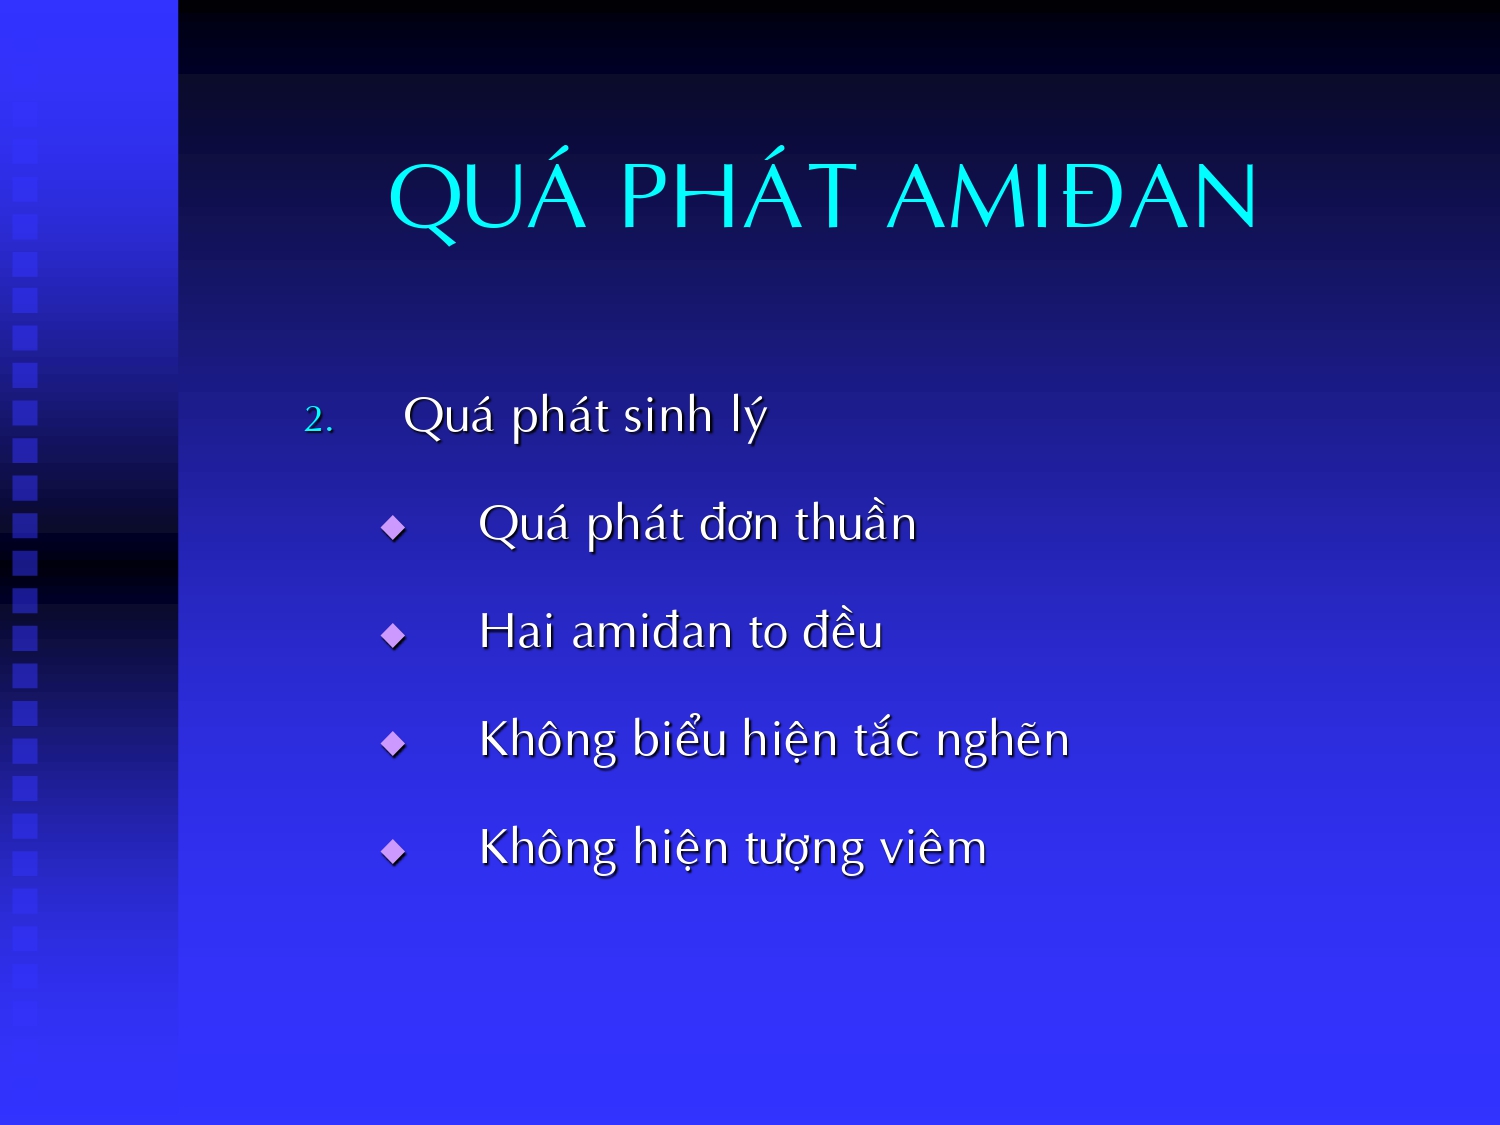 QUÁ PHÁT AMIĐAN
2. Quá phát sinh lý
◆ Quá phát đơn thuần
◆ Hai amiđan to đều
◆ Không biểu hiện tắc nghẽn
◆ Không hiện tượng viêm